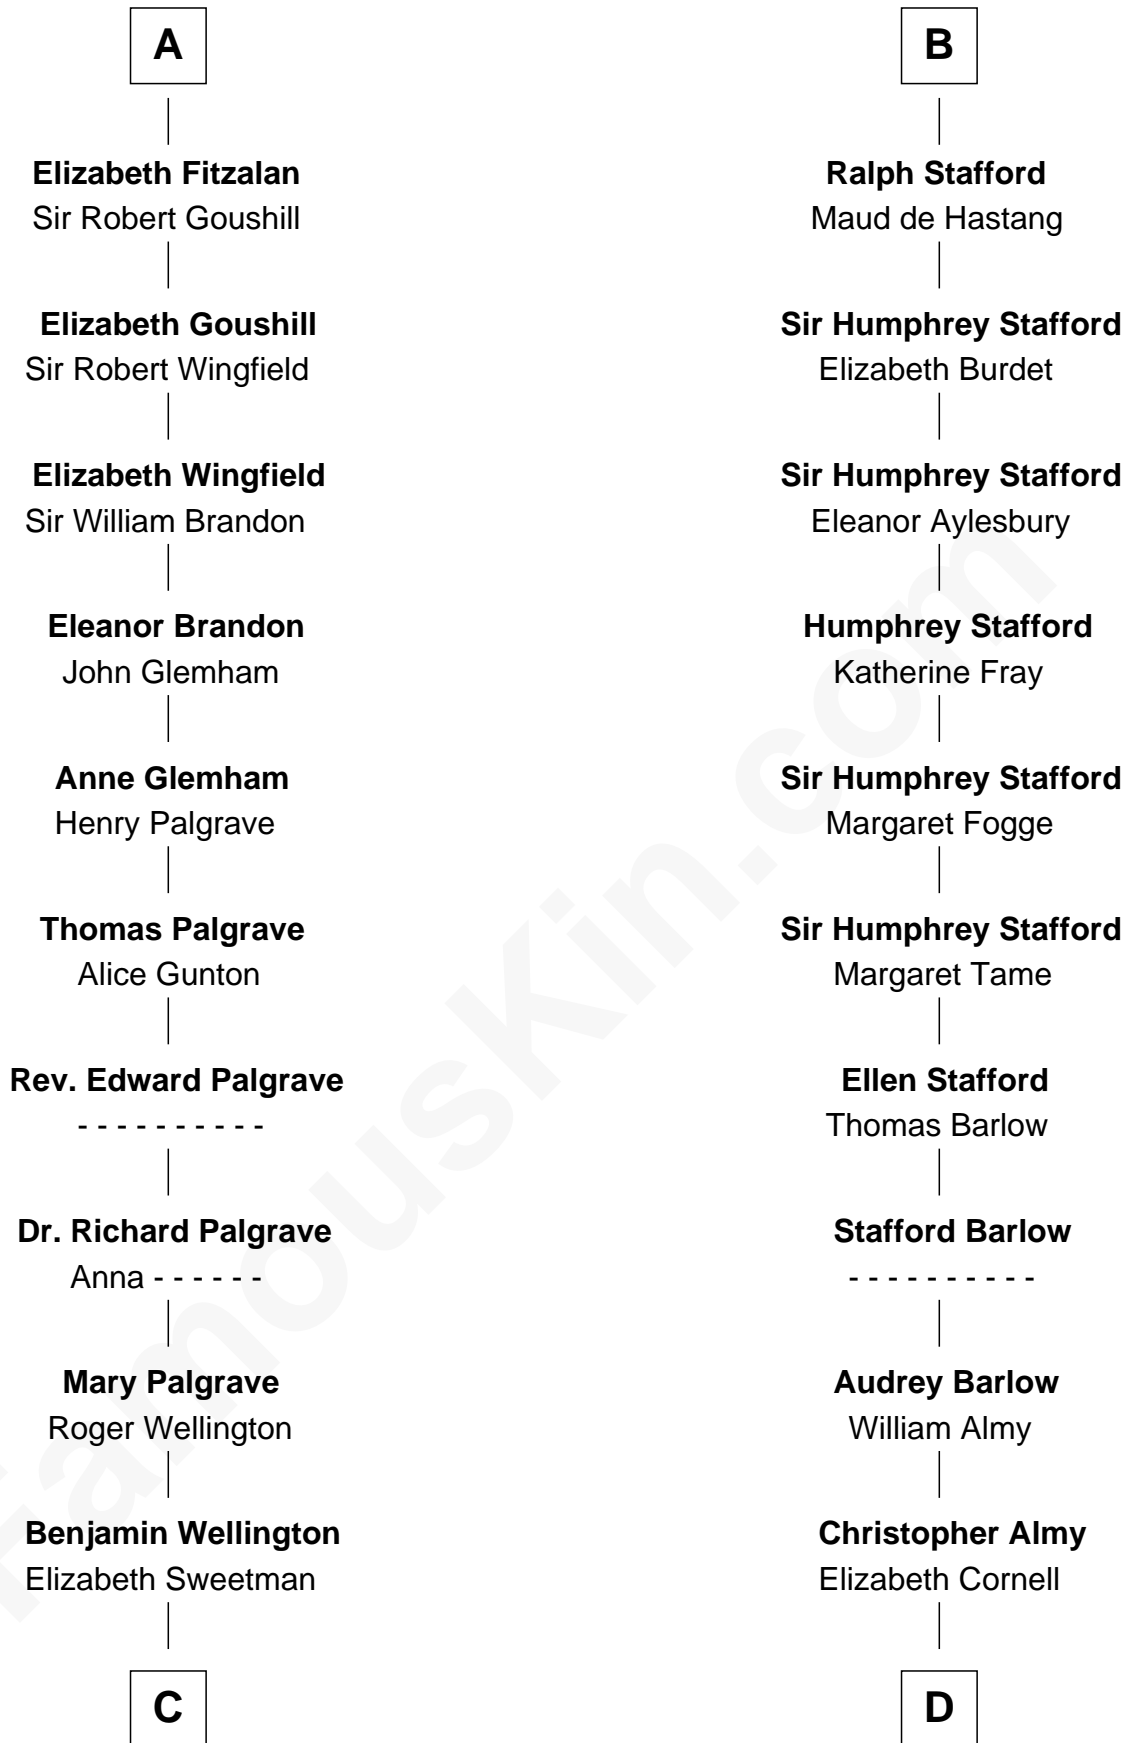 A
Elizabeth Fitzalan
Sir Robert Goushill
Elizabeth Goushill
Sir Robert Wingfield
Elizabeth Wingfield
Sir William Brandon
Eleanor Brandon
John Glemham
Anne Glemham
Henry Palgrave
Thomas Palgrave
Alice Gunton
Rev. Edward Palgrave
- - - - - - - - - -
Dr. Richard Palgrave
Anna - - - - - -
Mary Palgrave
Roger Wellington
Benjamin Wellington
Elizabeth Sweetman
C
B
Ralph Stafford
Maud de Hastang
Sir Humphrey Stafford
Elizabeth Burdet
Sir Humphrey Stafford
Eleanor Aylesbury
Humphrey Stafford
Katherine Fray
Sir Humphrey Stafford
Margaret Fogge
Sir Humphrey Stafford
Margaret Tame
Ellen Stafford
Thomas Barlow
Stafford Barlow
- - - - - - - - - -
Audrey Barlow
William Almy
Christopher Almy
Elizabeth Cornell
D
FamousKin.com